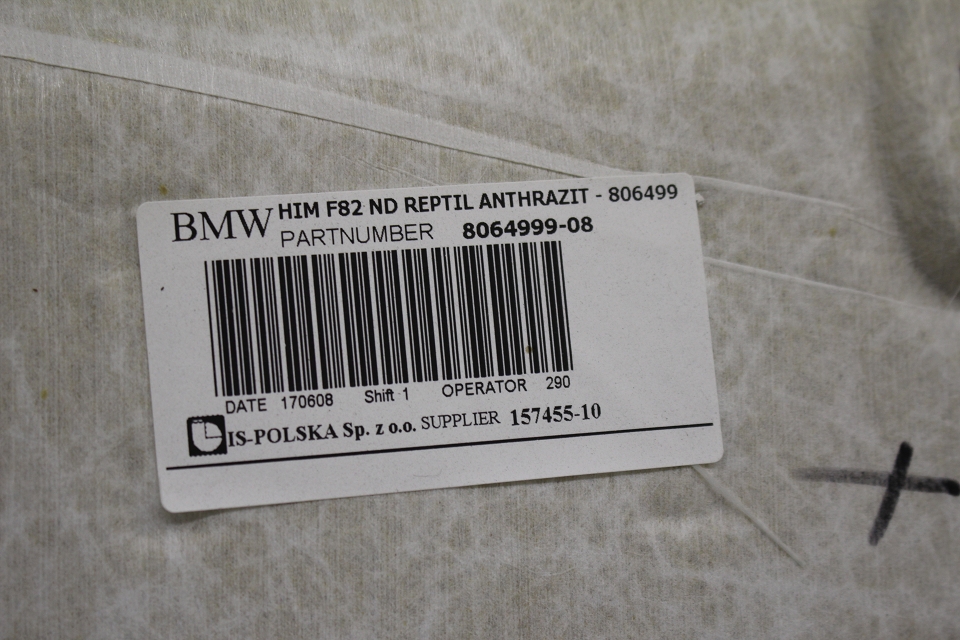 BMW HIM F82 ND REPTIL ANTHRAZIT - 806499
PARTNUMBER 8064999-08
DATE 170608 Shift 1 OPERATOR 290
IS-POLSKA Sp. z o.o. SUPPLIER 157455-10